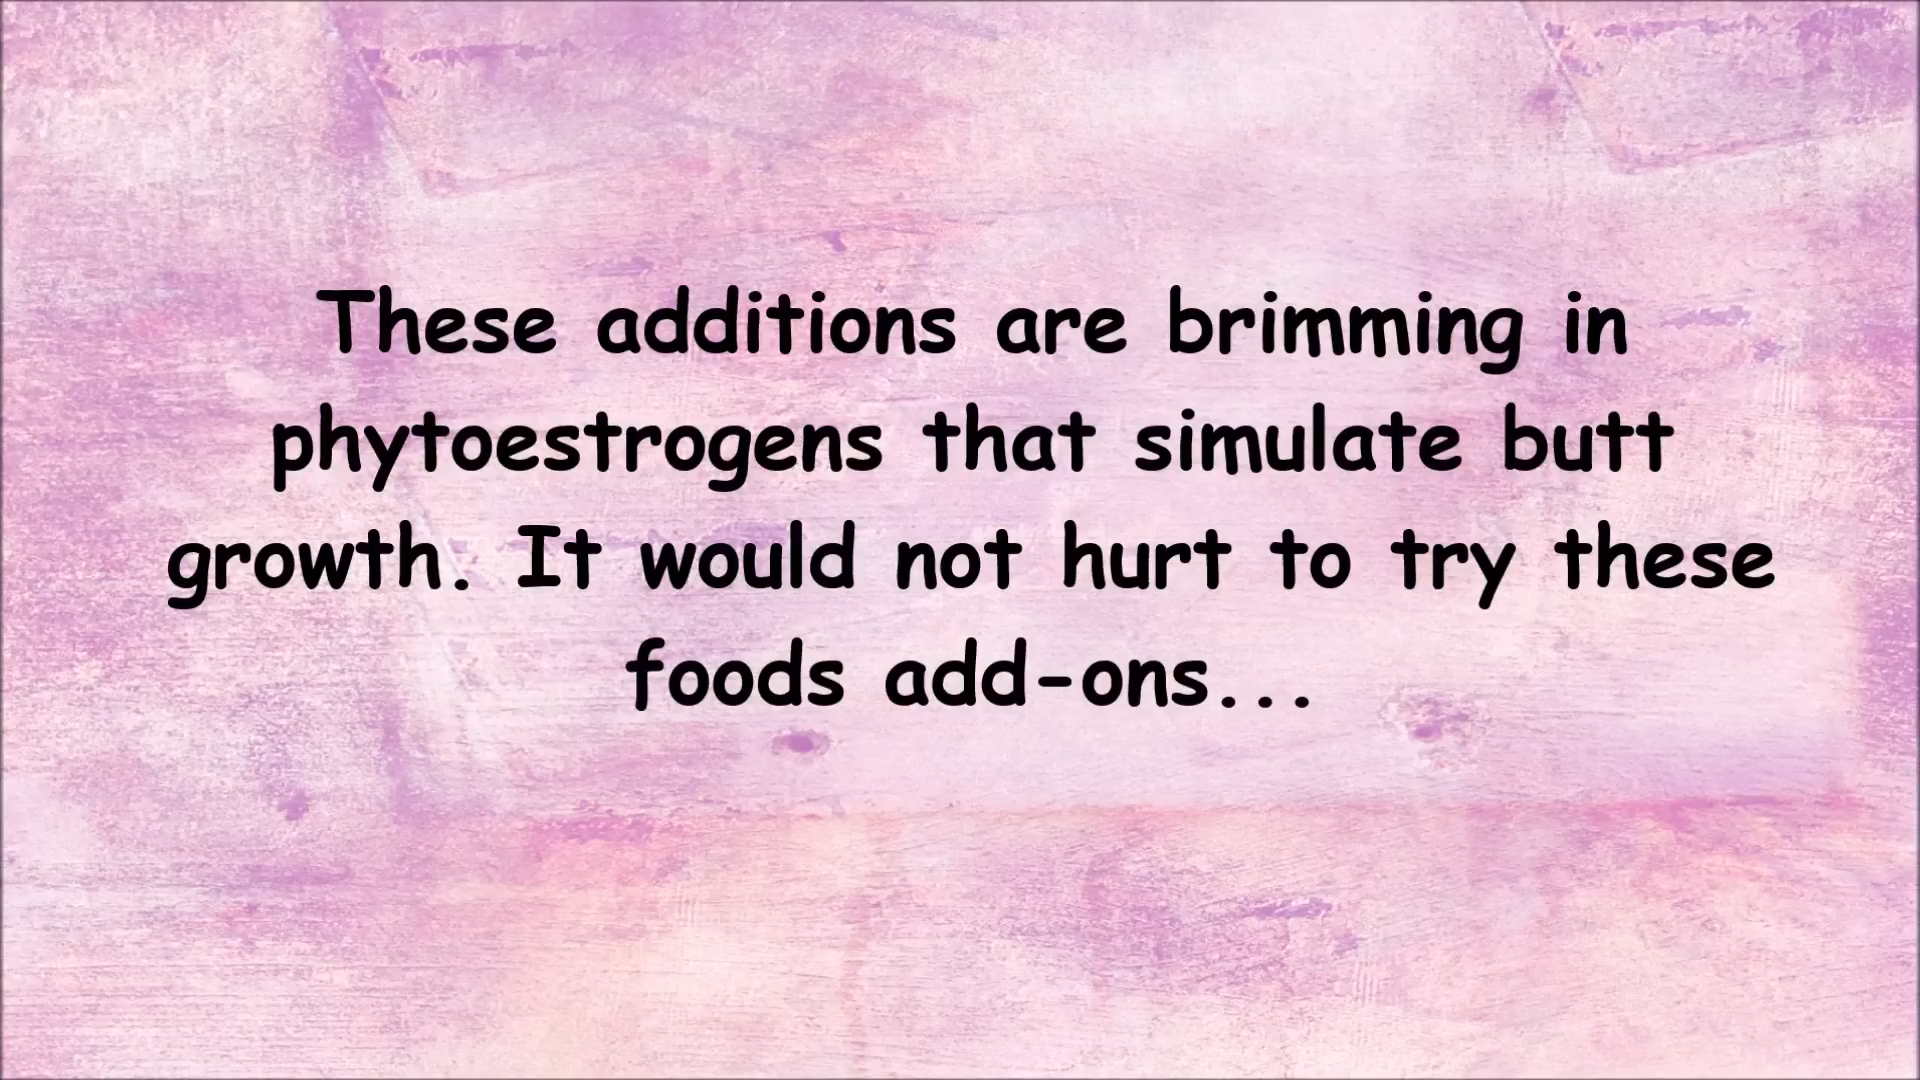 These additions are brimming in
phytoestrogens that simulate butt
growth. It would not hurt to try these
foods add-ons...